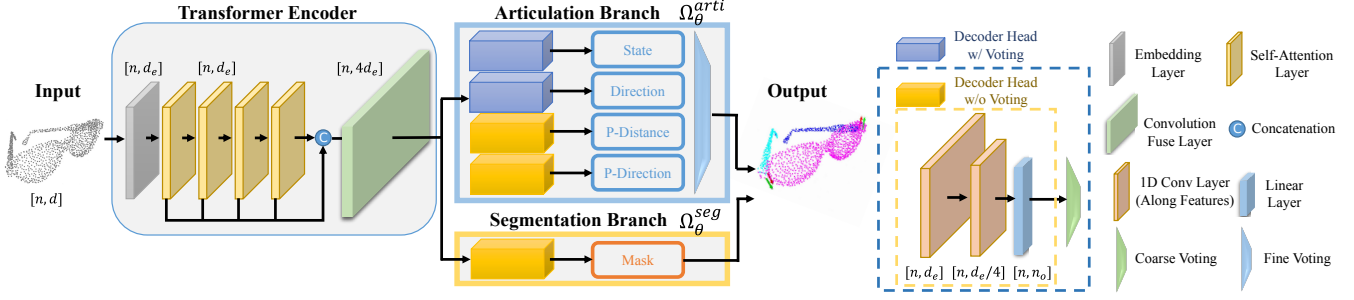 Transformer Encoder
Articulation Branch
Ω_θ^{arti}
Input
[n, d]
[n, d_e]
[n, d_e]
[n, 4d_e]
C
State
Direction
P-Distance
P-Direction
Segmentation Branch
Ω_θ^{seg}
Mask
Output
Decoder Head
w/ Voting
Decoder Head
w/o Voting
[n, d_e]
[n, d_e/4]
[n, n_o]
Embedding
Layer
Self-Attention
Layer
Convolution
Fuse Layer
C
Concatenation
1D Conv Layer
(Along Features)
Linear
Layer
Coarse Voting
Fine Voting